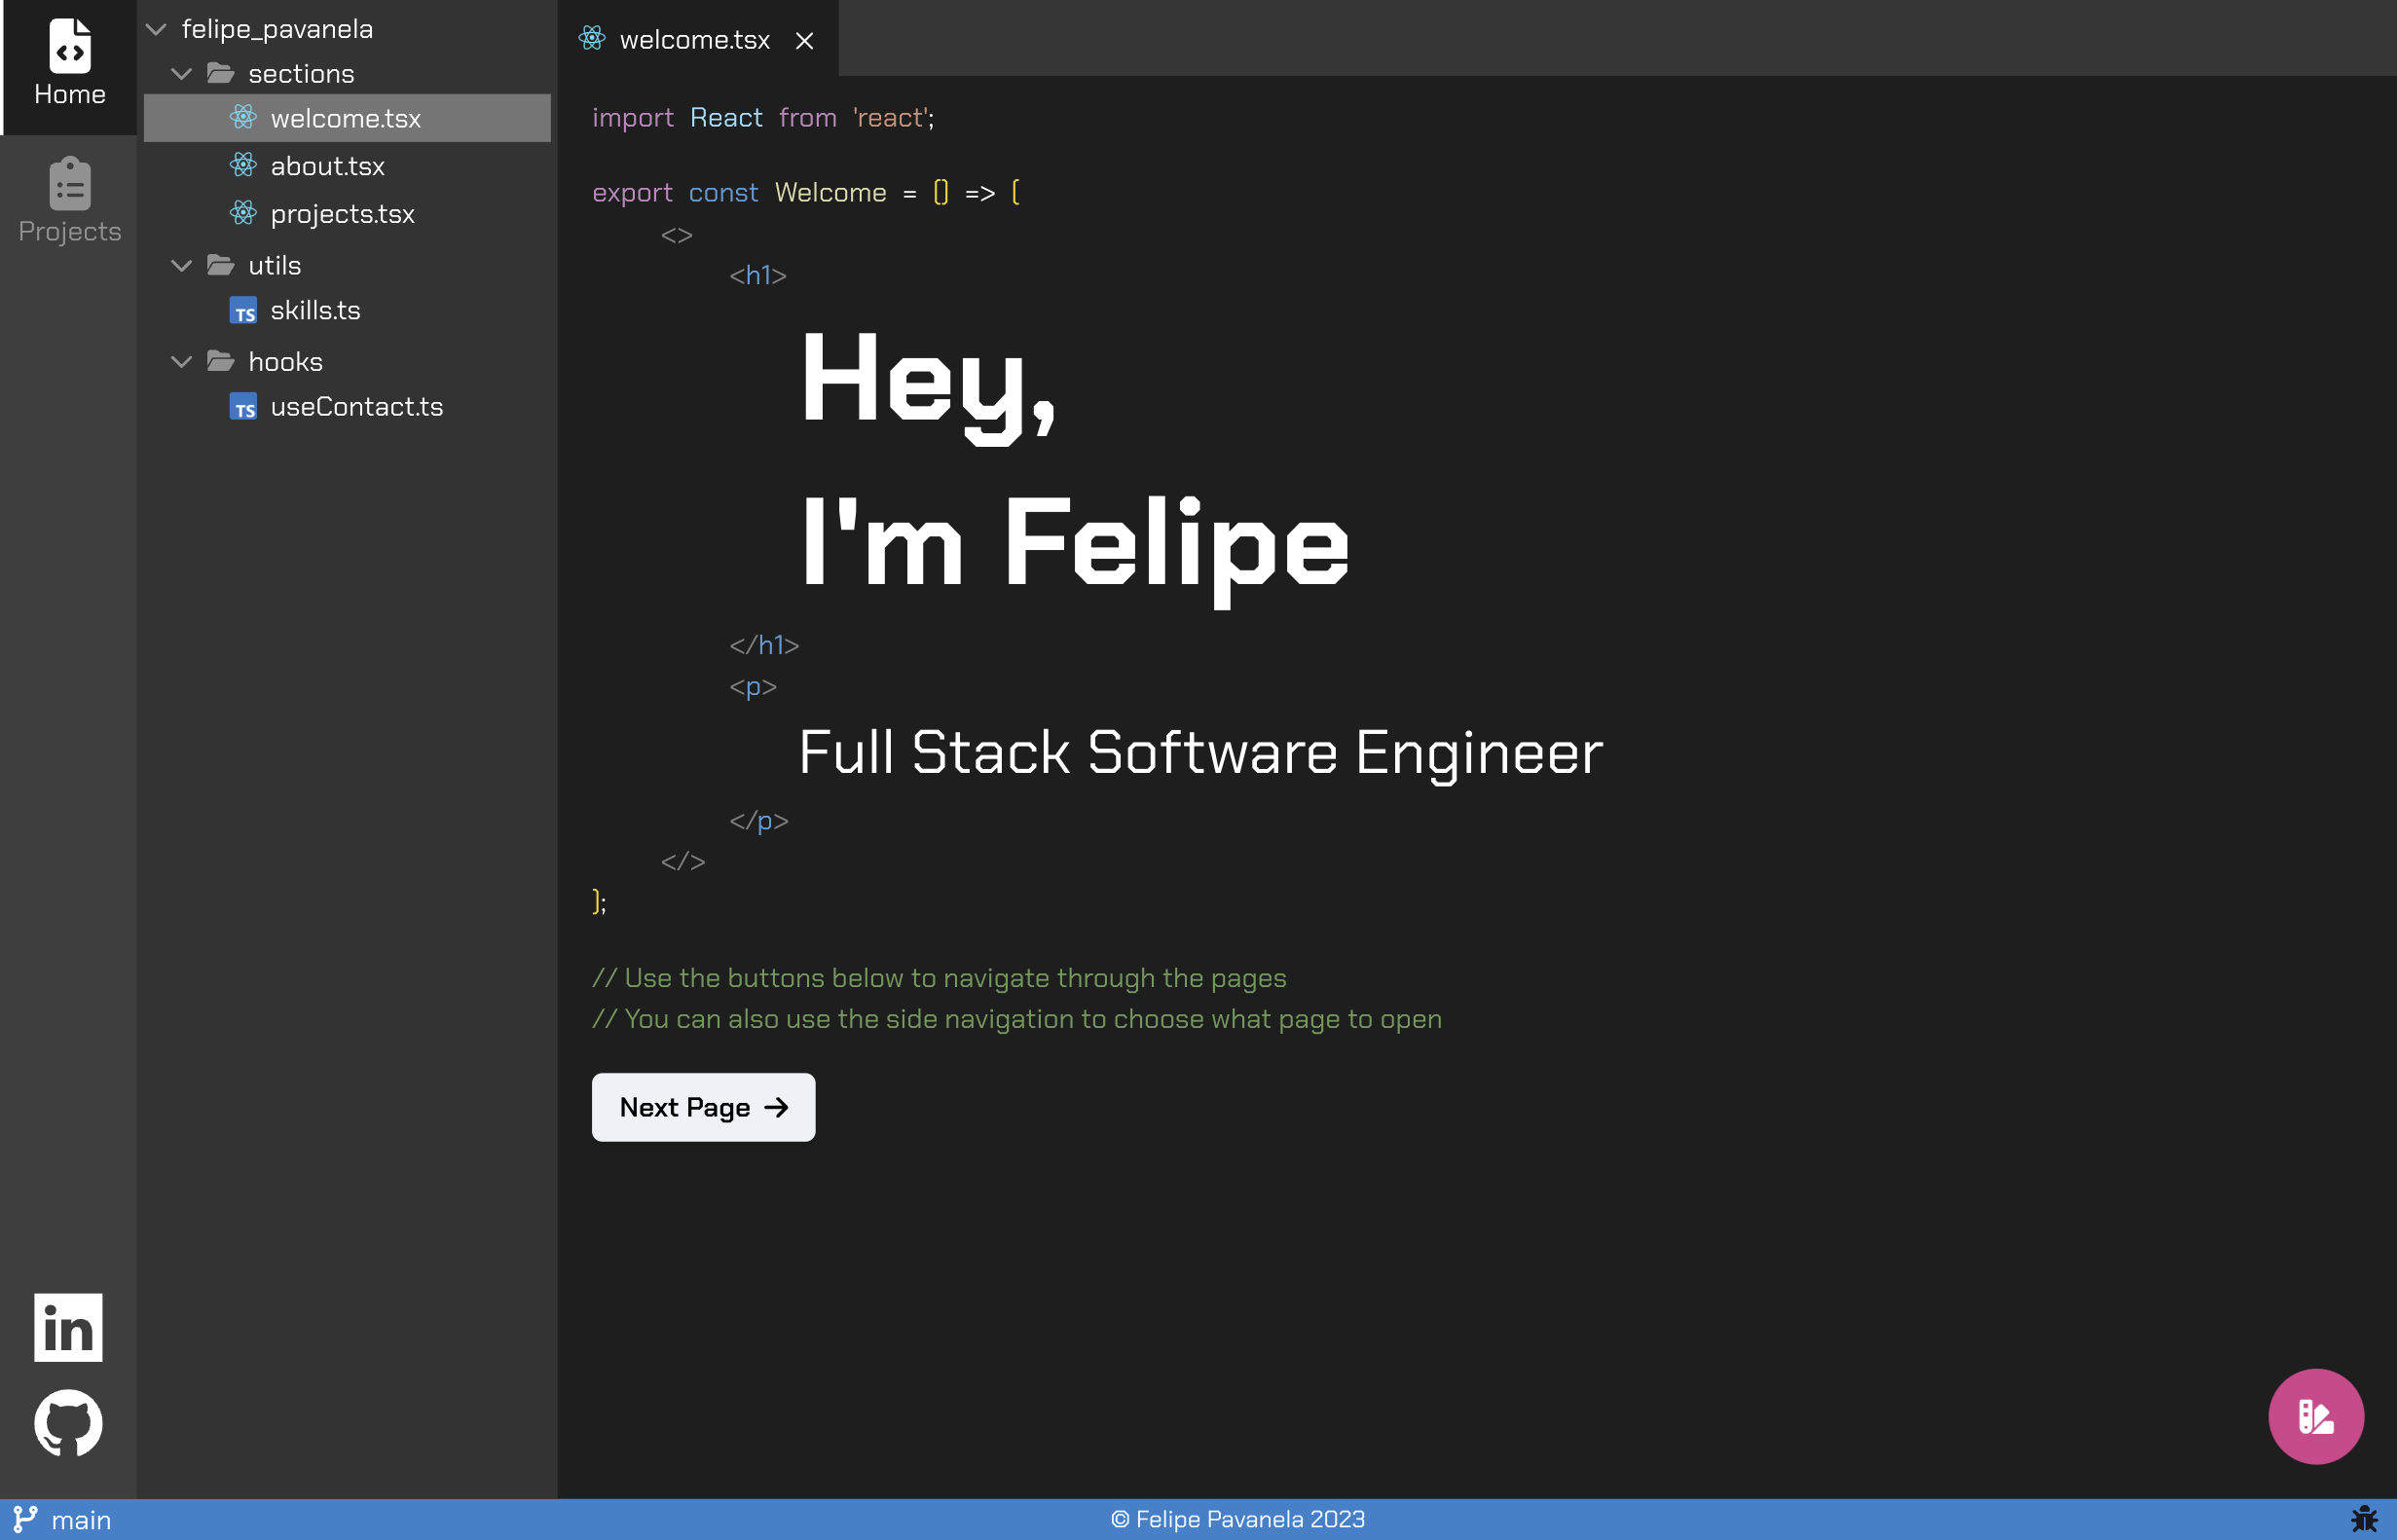 Home
Projects
felipe_pavanela
sections
welcome.tsx
about.tsx
projects.tsx
utils
TS skills.ts
hooks
TS useContact.ts
in
welcome.tsx
import React from 'react';
export const Welcome = () => (
<>
<h1>
Hey,
I'm Felipe
</h1>
<p>
Full Stack Software Engineer
</p>
</>
);
// Use the buttons below to navigate through the pages
// You can also use the side navigation to choose what page to open
Next Page →
main
© Felipe Pavanela 2023